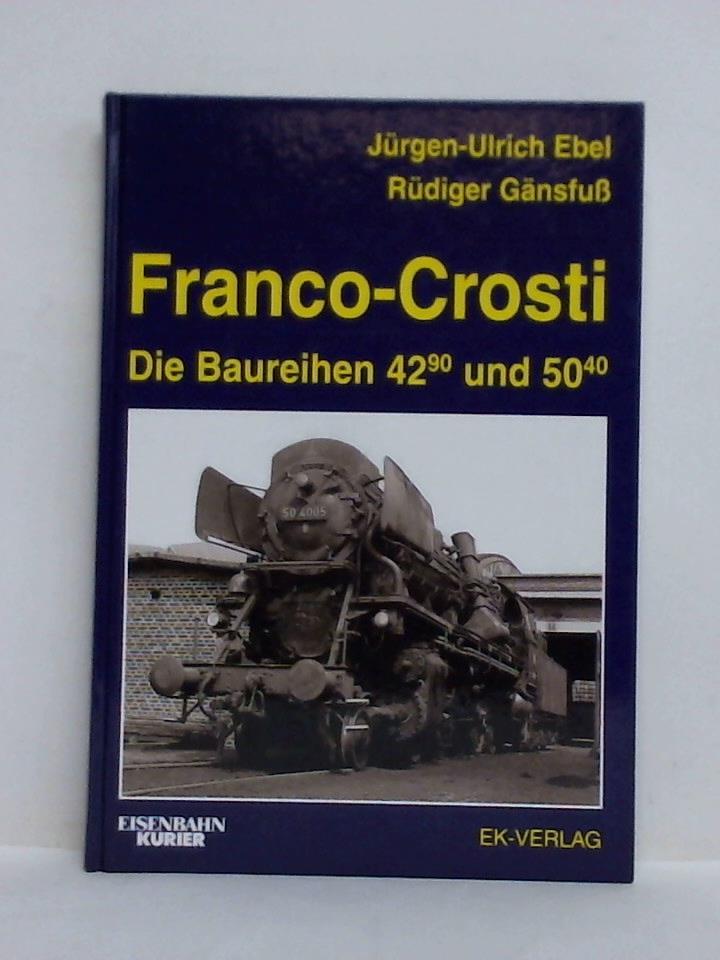 Jürgen-Ulrich Ebel
Rüdiger Gänsfuß
Franco-Crosti
Die Baureihen 42⁹⁰ und 50⁴⁰
50 4005
EISENBAHN
KURIER
EK-VERLAG